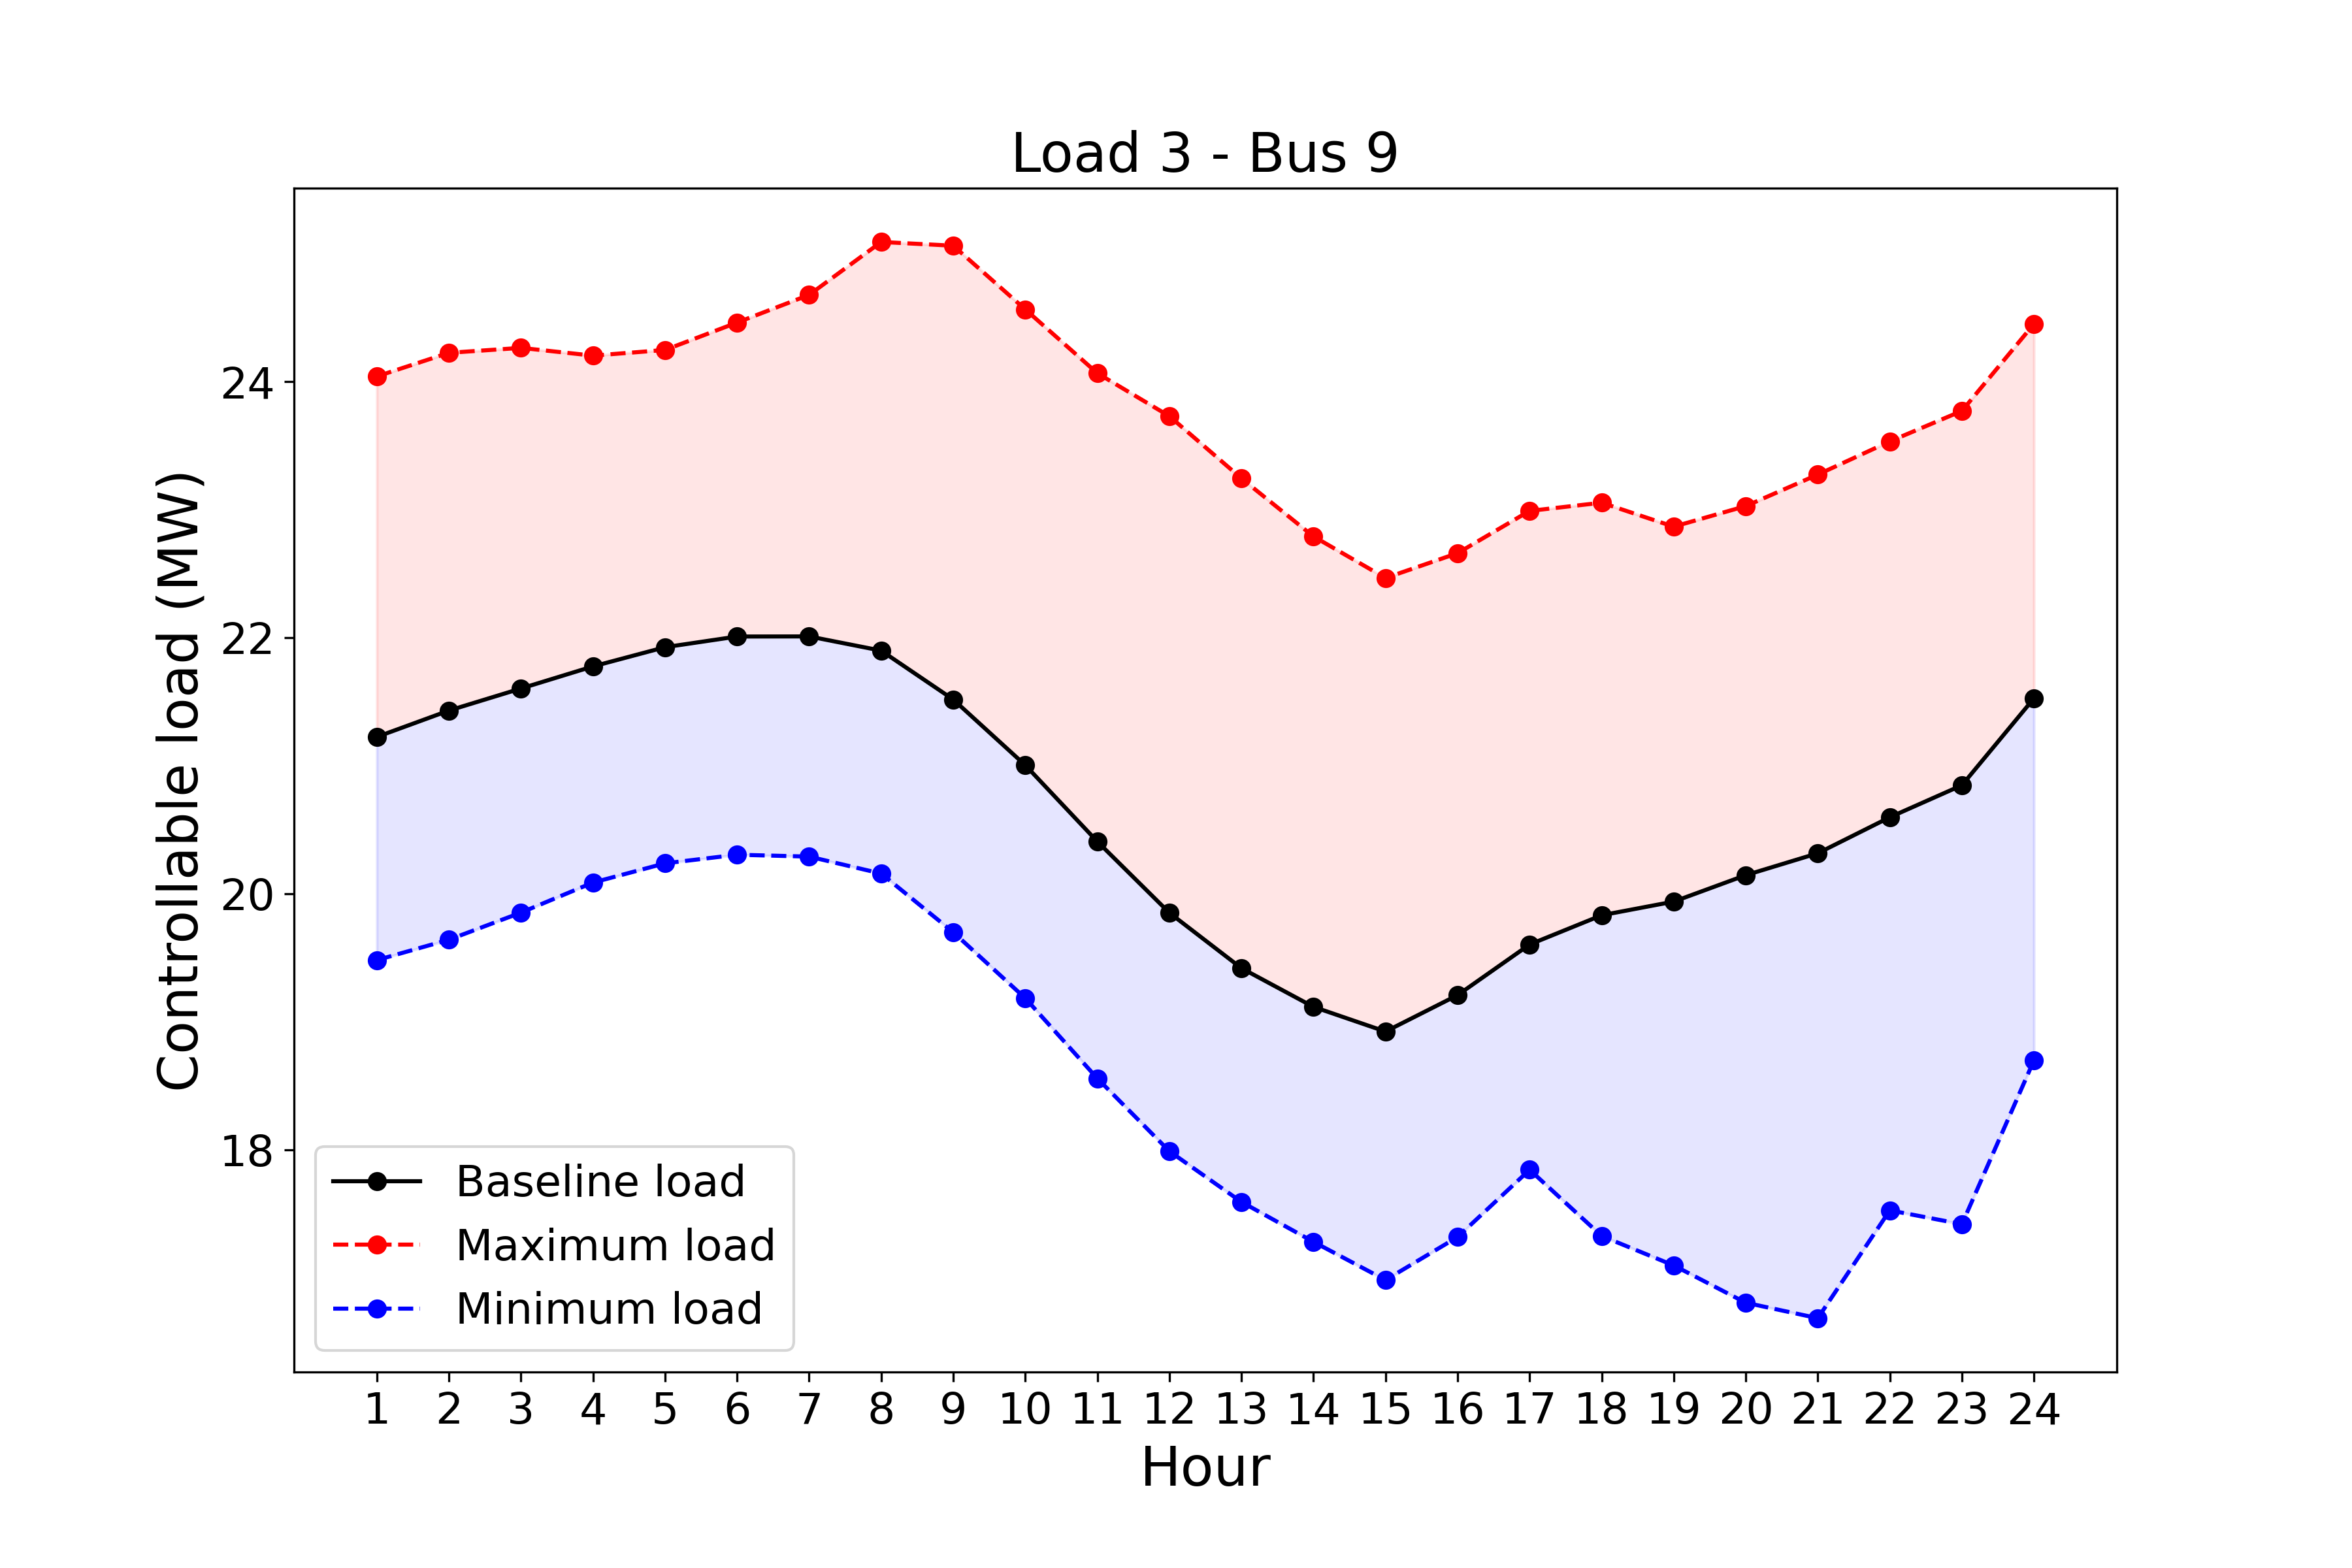 Load 3 - Bus 9
Controllable load (MW)
24
22
20
18
Baseline load
Maximum load
Minimum load
1 2 3 4 5 6 7 8 9 10 11 12 13 14 15 16 17 18 19 20 21 22 23 24
Hour